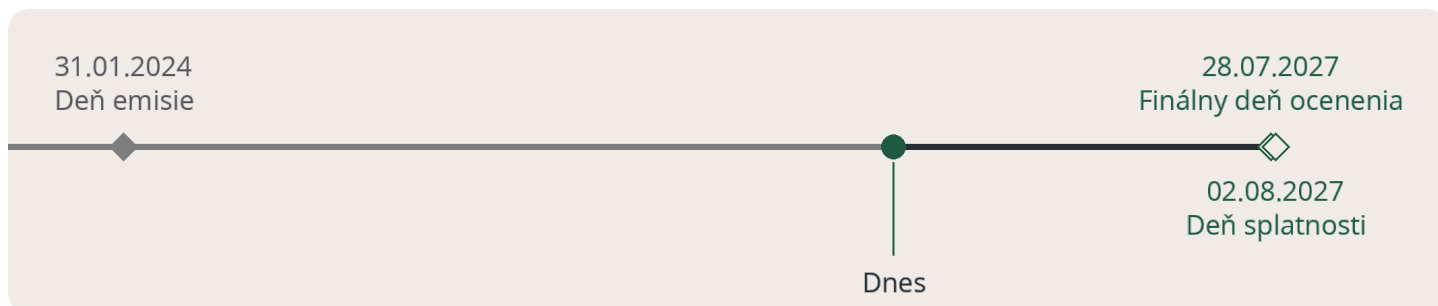 31.01.2024
Deň emisie
28.07.2027
Finálny deň ocenenia
02.08.2027
Deň splatnosti
Dnes